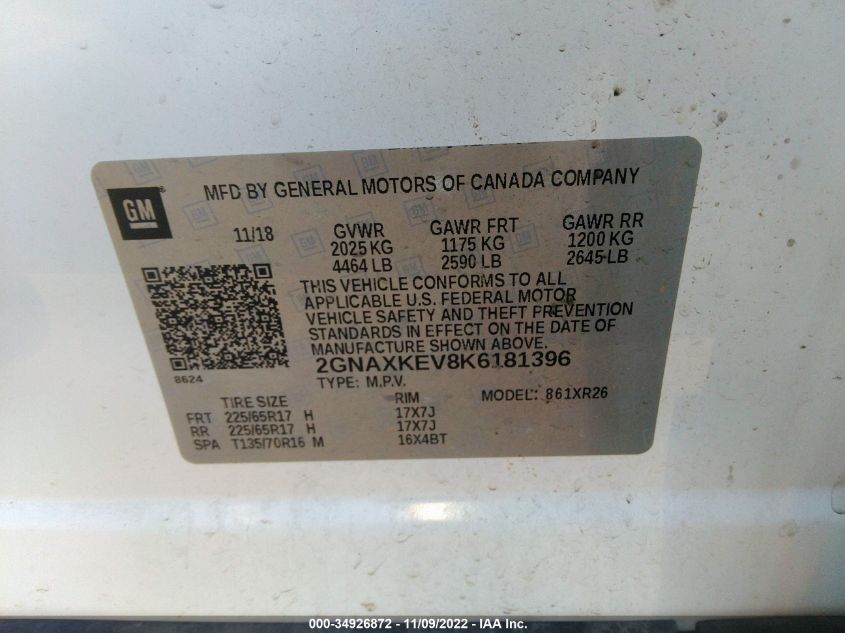 GM
MFD BY GENERAL MOTORS OF CANADA COMPANY
11/18 GVWR GAWR FRT GAWR RR
2025 KG 1175 KG 1200 KG
4464 LB 2590 LB 2645 LB
THIS VEHICLE CONFORMS TO ALL
APPLICABLE U.S. FEDERAL MOTOR
VEHICLE SAFETY AND THEFT PREVENTION
STANDARDS IN EFFECT ON THE DATE OF
MANUFACTURE SHOWN ABOVE.
8624 2GNAXKEV8K6181396
TYPE: M.P.V. MODEL: 861XR26
TIRE SIZE RIM
FRT 225/65R17 H 17X7J
RR 225/65R17 H 17X7J
SPA T135/70R16 M 16X4BT
000-34926872 - 11/09/2022 - IAA Inc.